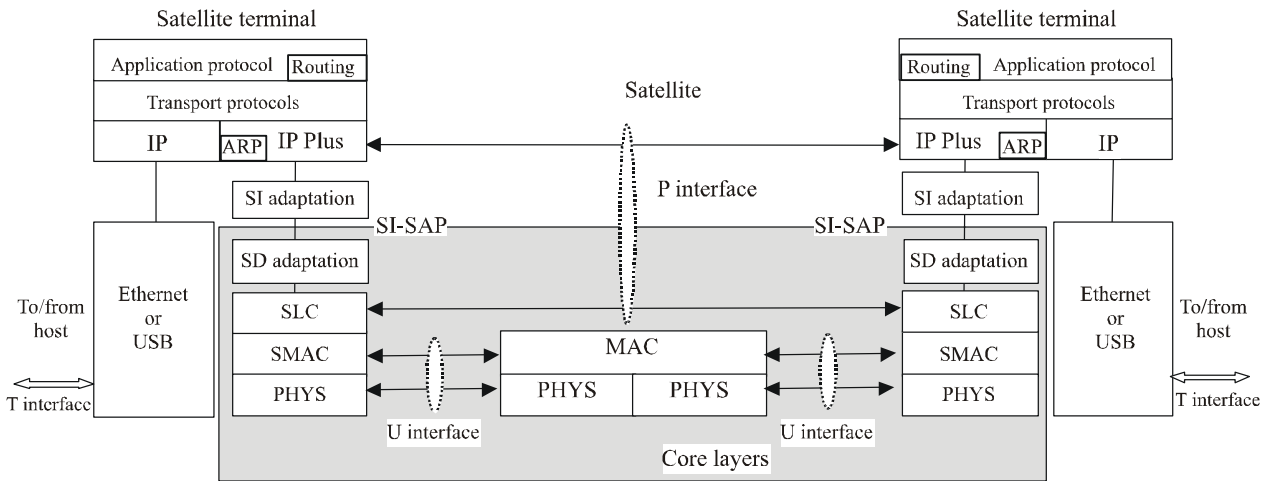 Satellite terminal
Satellite terminal
Application protocol Routing
Routing Application protocol
Transport protocols
Transport protocols
Satellite
IP ARP IP Plus
IP Plus ARP IP
SI adaptation
P interface
SI adaptation
SI-SAP
SI-SAP
SD adaptation
SD adaptation
To/from
host
Ethernet
or
USB
SLC
SLC
Ethernet
or
USB
To/from
host
SMAC
MAC
SMAC
PHYS
PHYS
PHYS
PHYS
T interface
T interface
U interface
U interface
Core layers